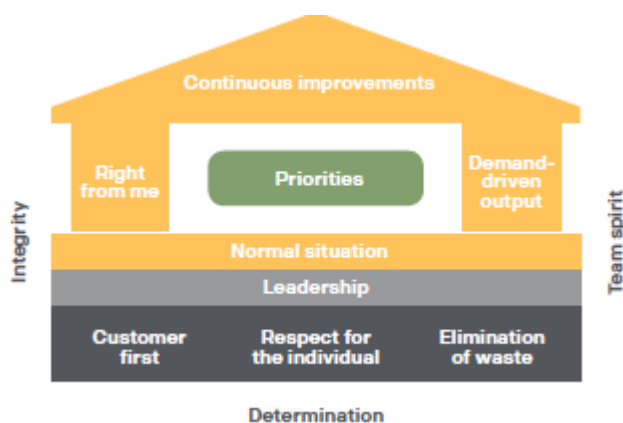 Continuous improvements
Right
from me
Priorities
Demand-
driven
output
Integrity
Team spirit
Normal situation
Leadership
Customer
first
Respect for
the individual
Elimination
of waste
Determination